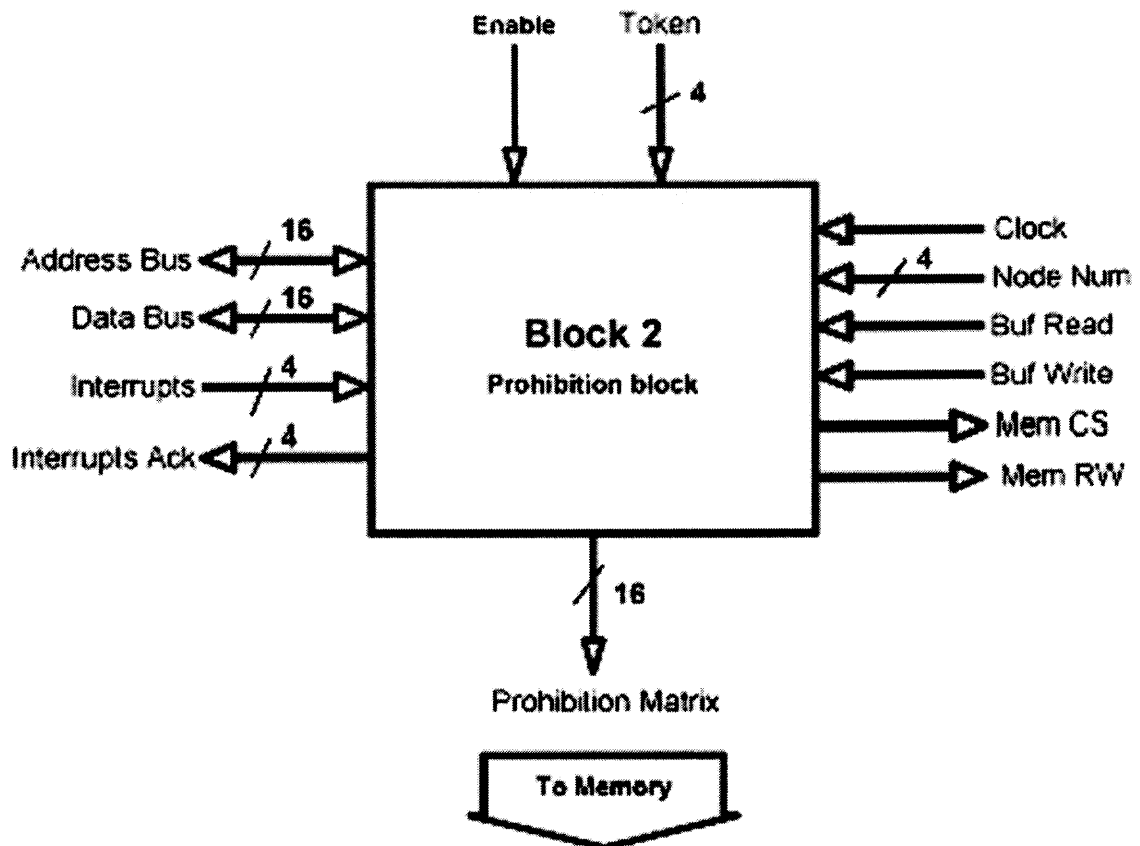 Enable Token
4
16 Clock
Address Bus 4
16 Node Num
Data Bus Block 2 Buf Read
4 Prohibition block
Interrupts Buf Write
4 Mem CS
Interrupts Ack Mem RW
16
Prohibition Matrix
To Memory